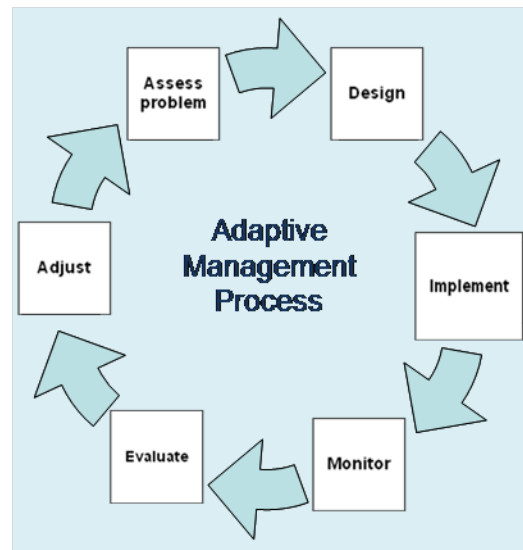 Assess
problem
Design
Adjust
Adaptive
Management
Process
Implement
Evaluate
Monitor